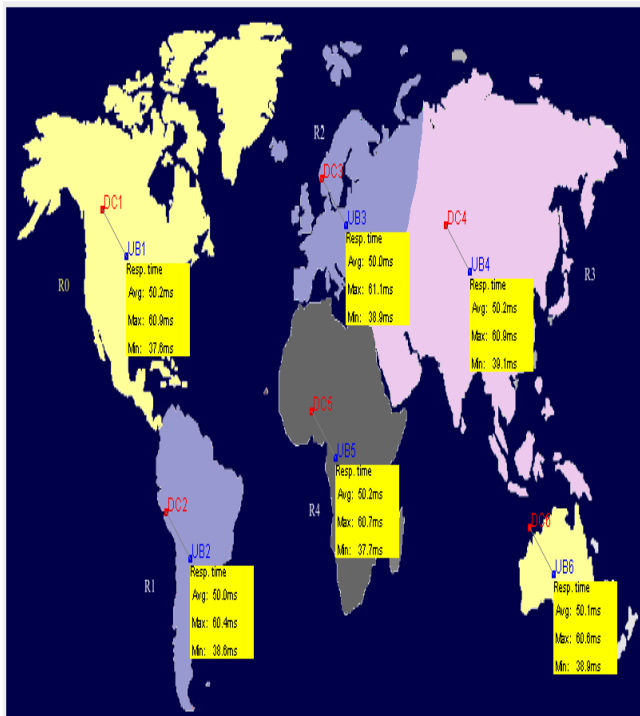 R2
DC3
DC1
UB3
DC4
Resp. time
Avg: 50.0ms
Max: 61.1ms
Min: 38.9ms
UB1
Resp. time
Avg: 50.2ms
Max: 60.9ms
Min: 37.6ms
R0
UB4
Resp. time
Avg: 50.2ms
Max: 60.9ms
Min: 39.1ms
R3
DC5
UB5
Resp. time
Avg: 50.2ms
Max: 60.7ms
Min: 37.7ms
R4
DC2
UB2
Resp. time
Avg: 50.0ms
Max: 60.4ms
Min: 38.6ms
R1
DC6
UB6
Resp. time
Avg: 50.1ms
Max: 60.6ms
Min: 38.9ms